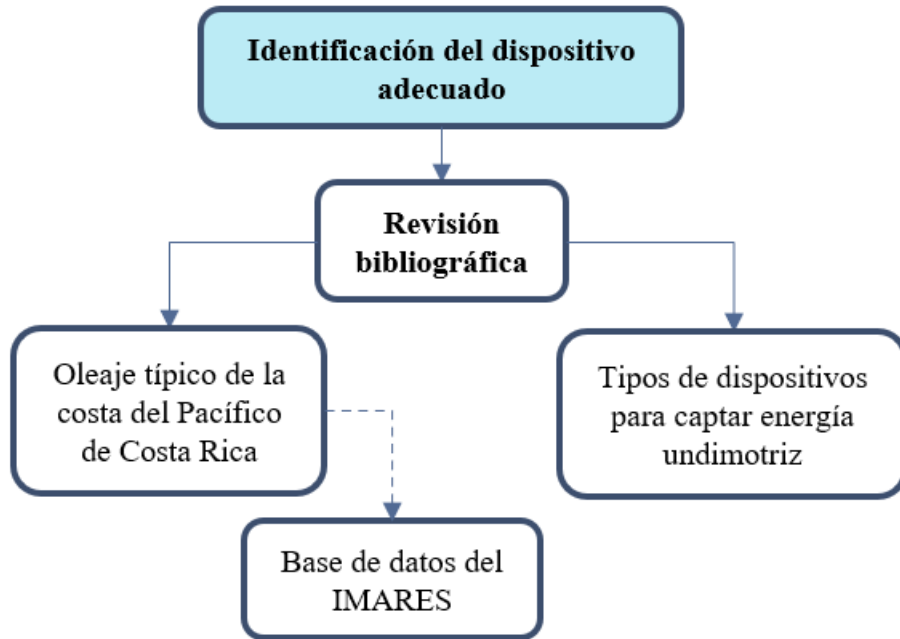 Identificación del dispositivo
adecuado
Revisión
bibliográfica
Oleaje típico de la
costa del Pacífico
de Costa Rica
Tipos de dispositivos
para captar energía
undimotriz
Base de datos del
IMARES